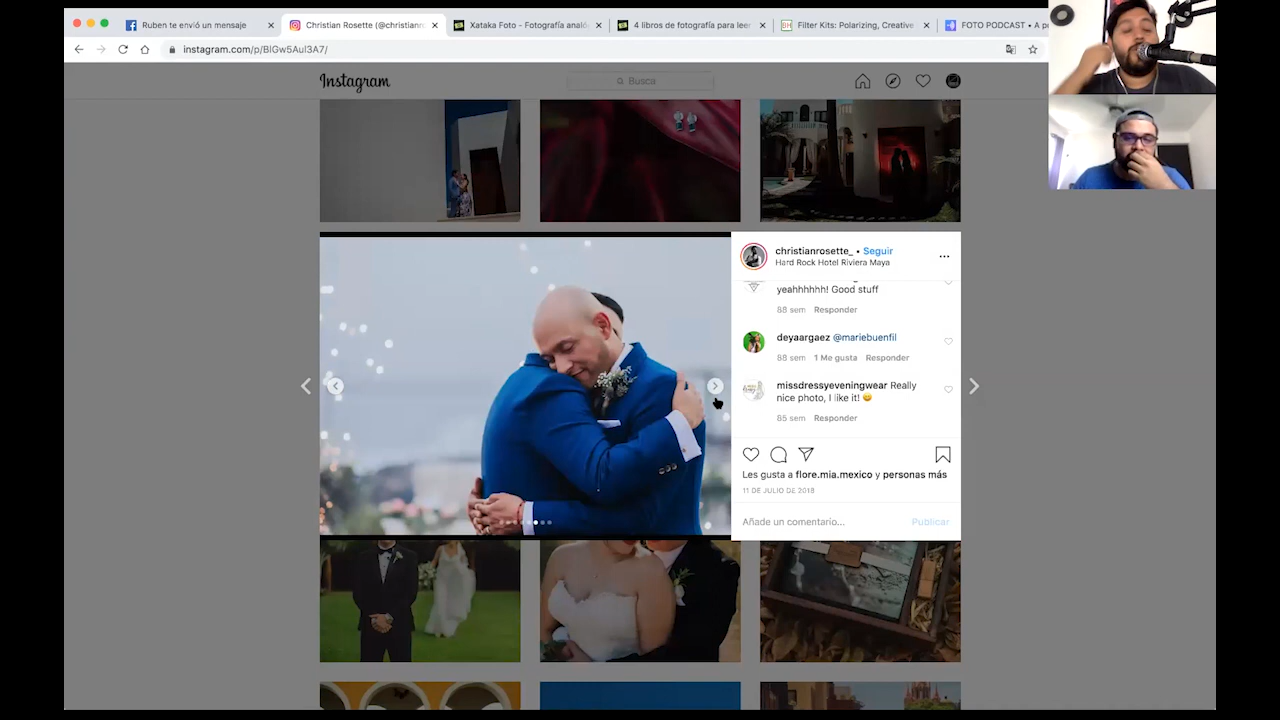 Ruben te envió un mensaje
Christian Rosette (@christianr
Xataka Foto - Fotografía analó
4 libros de fotografía para leer
Filter Kits: Polarizing, Creative
FOTO PODCAST • A p
instagram.com/p/BlGw5Aul3A7/
Instagram
Busca
christianrosette_ • Seguir
Hard Rock Hotel Riviera Maya
yeahhhhhh! Good stuff
88 sem Responder
deyaargaez @mariebuenfil
88 sem 1 Me gusta Responder
missdressyeveningwear Really
nice photo, I like it!
85 sem Responder
Les gusta a flore.mia.mexico y personas más
11 DE JULIO DE 2018
Añade un comentario...
Publicar